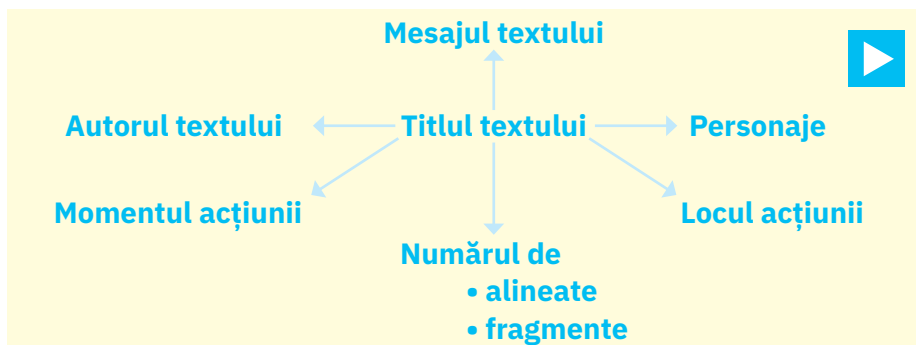 Mesajul textului
Autorul textului
Titlul textului
Personaje
Momentul acțiunii
Locul acțiunii
Numărul de
• alineate
• fragmente